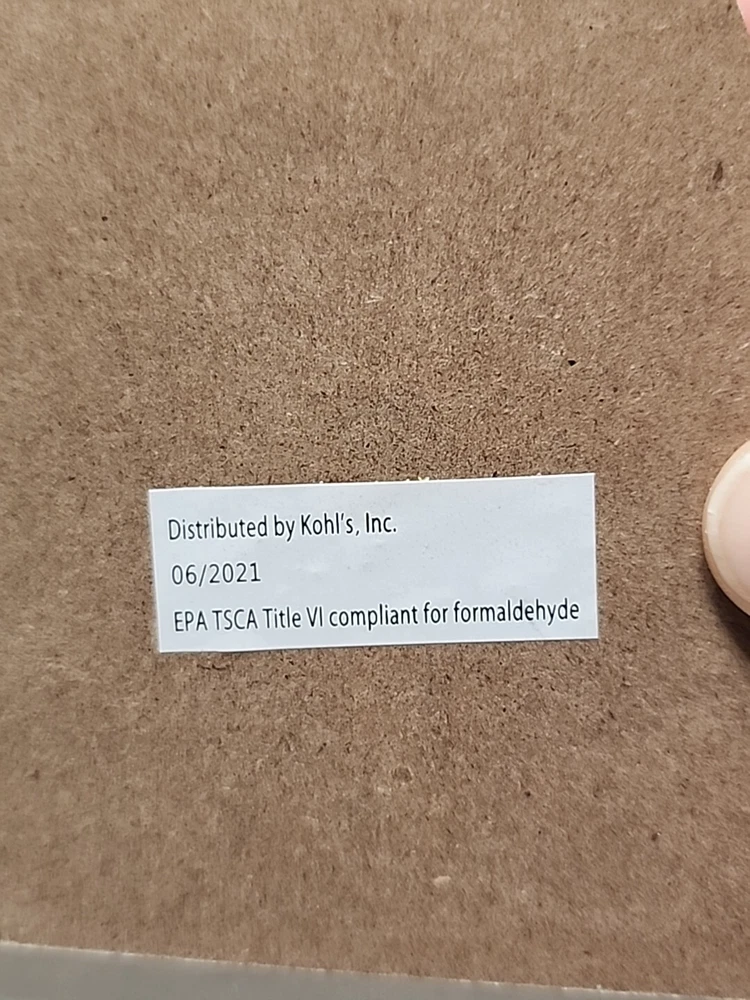 Distributed by Kohl's, Inc.
06/2021
EPA TSCA Title VI compliant for formaldehyde